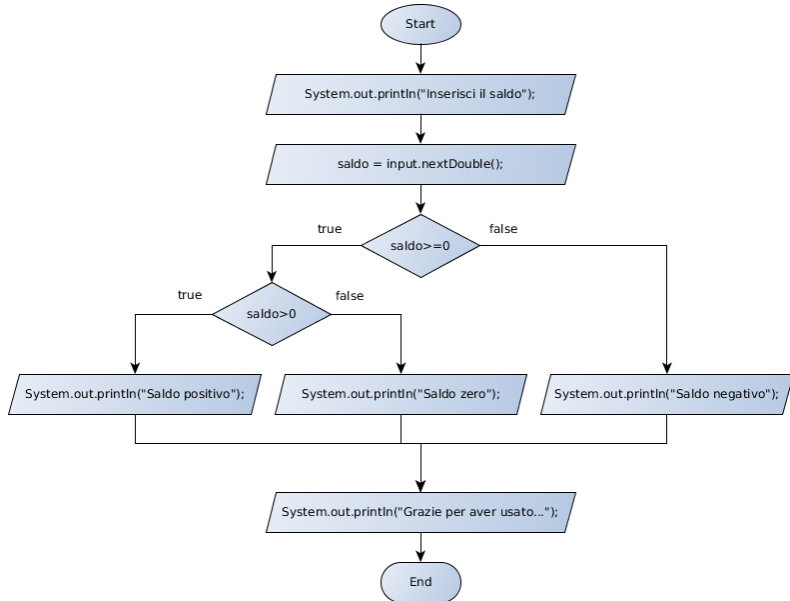 Start
System.out.println("Inserisci il saldo");
saldo = input.nextDouble();
true
false
saldo>=0
true
false
saldo>0
System.out.println("Saldo positivo");
System.out.println("Saldo zero");
System.out.println("Saldo negativo");
System.out.println("Grazie per aver usato...");
End